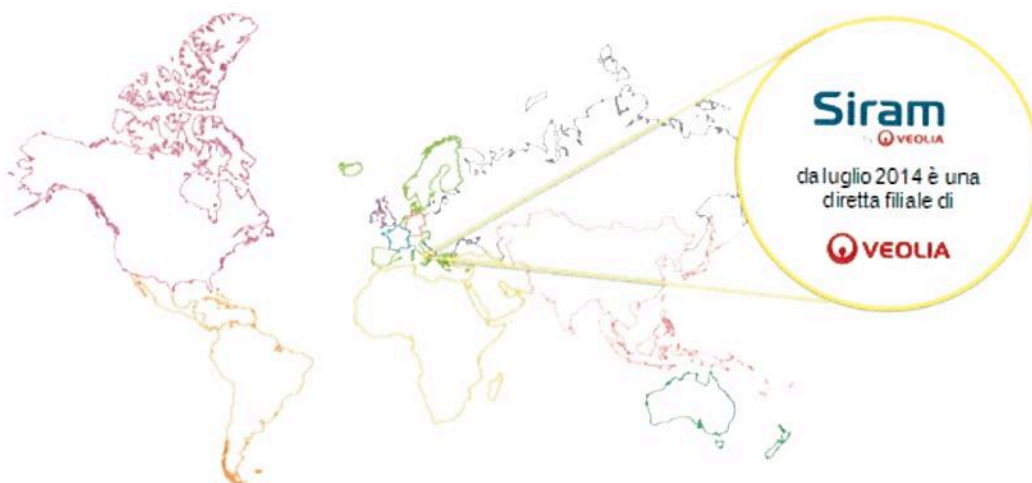 Siram
by VEOLIA
da luglio 2014 è una
diretta filiale di
VEOLIA